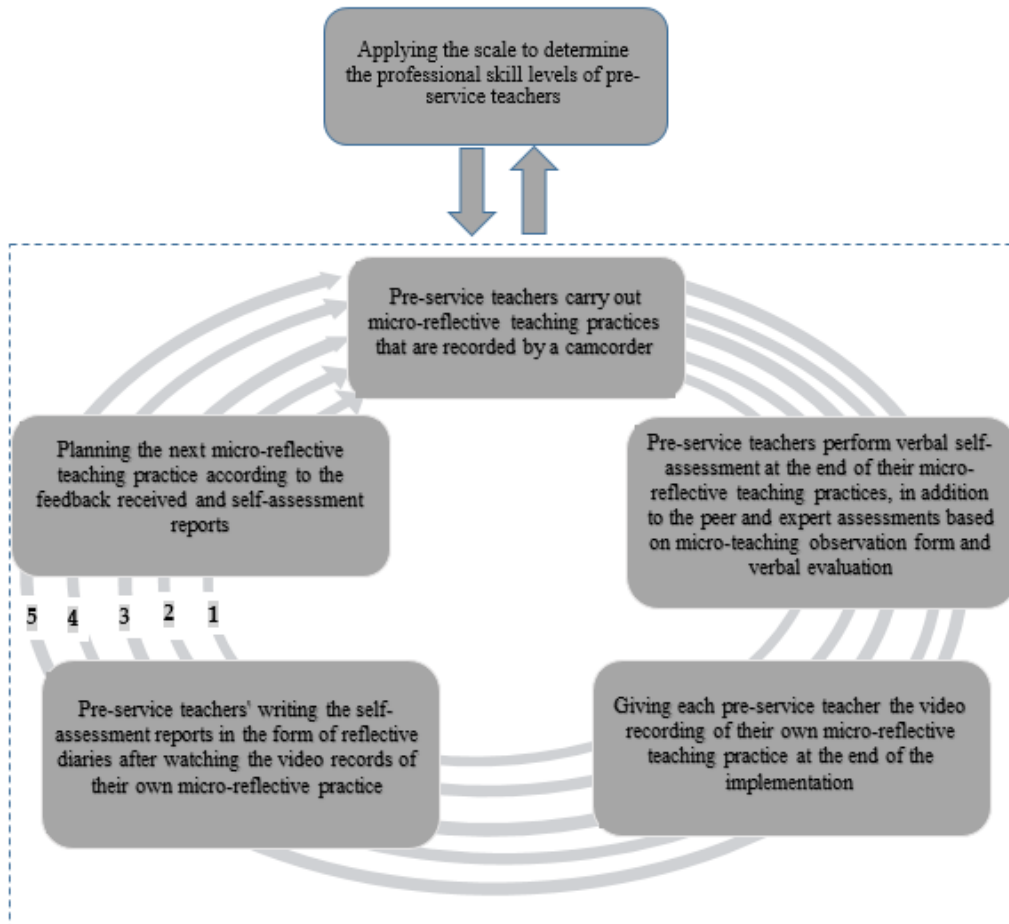 Applying the scale to determine
the professional skill levels of pre-
service teachers
Pre-service teachers carry out
micro-reflective teaching practices
that are recorded by a camcorder
Planning the next micro-reflective
teaching practice according to the
feedback received and self-assessment
reports
Pre-service teachers perform verbal self-
assessment at the end of their micro-
reflective teaching practices, in addition
to the peer and expert assessments based
on micro-teaching observation form and
verbal evaluation
5 4 3 2 1
Pre-service teachers' writing the self-
assessment reports in the form of reflective
diaries after watching the video records of
their own micro-reflective practice
Giving each pre-service teacher the video
recording of their own micro-reflective
teaching practice at the end of the
implementation